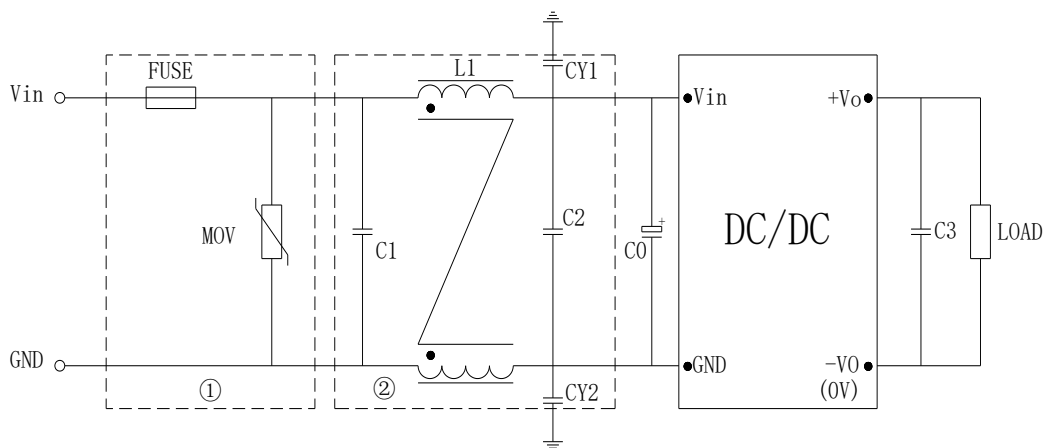 FUSE
Vin
L1
CY1
Vin
+Vo
MOV
C1
C2
C0
DC/DC
C3
LOAD
GND
①
②
CY2
GND
-VO
(0V)